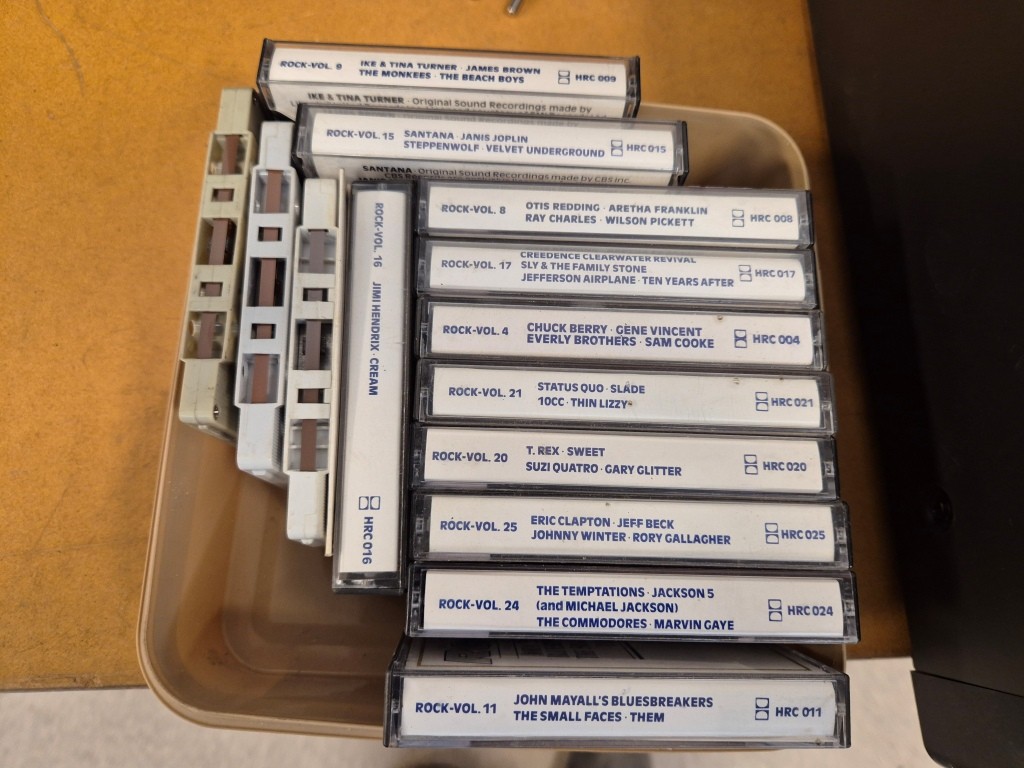 ROCK-VOL. 9
IKE & TINA TURNER · JAMES BROWN
THE MONKEES · THE BEACH BOYS
HRC 009
IKE & TINA TURNER · Original Sound Recordings made by
ROCK-VOL. 15
SANTANA · JANIS JOPLIN
STEPPENWOLF · VELVET UNDERGROUND
HRC 015
SANTANA · Original Sound Recordings made by CBS Inc.
ROCK-VOL. 16
JIMI HENDRIX · CREAM
HRC 016
ROCK-VOL. 8
OTIS REDDING · ARETHA FRANKLIN
RAY CHARLES · WILSON PICKETT
HRC 008
ROCK-VOL. 17
CREEDENCE CLEARWATER REVIVAL
SLY & THE FAMILY STONE
JEFFERSON AIRPLANE · TEN YEARS AFTER
HRC 017
ROCK-VOL. 4
CHUCK BERRY · GENE VINCENT
EVERLY BROTHERS · SAM COOKE
HRC 004
ROCK-VOL. 21
STATUS QUO · SLADE
10CC · THIN LIZZY
HRC 021
ROCK-VOL. 20
T. REX · SWEET
SUZI QUATRO · GARY GLITTER
HRC 020
ROCK-VOL. 25
ERIC CLAPTON · JEFF BECK
JOHNNY WINTER · RORY GALLAGHER
HRC 025
ROCK-VOL. 24
THE TEMPTATIONS · JACKSON 5
(and MICHAEL JACKSON)
THE COMMODORES · MARVIN GAYE
HRC 024
ROCK-VOL. 11
JOHN MAYALL'S BLUESBREAKERS
THE SMALL FACES · THEM
HRC 011